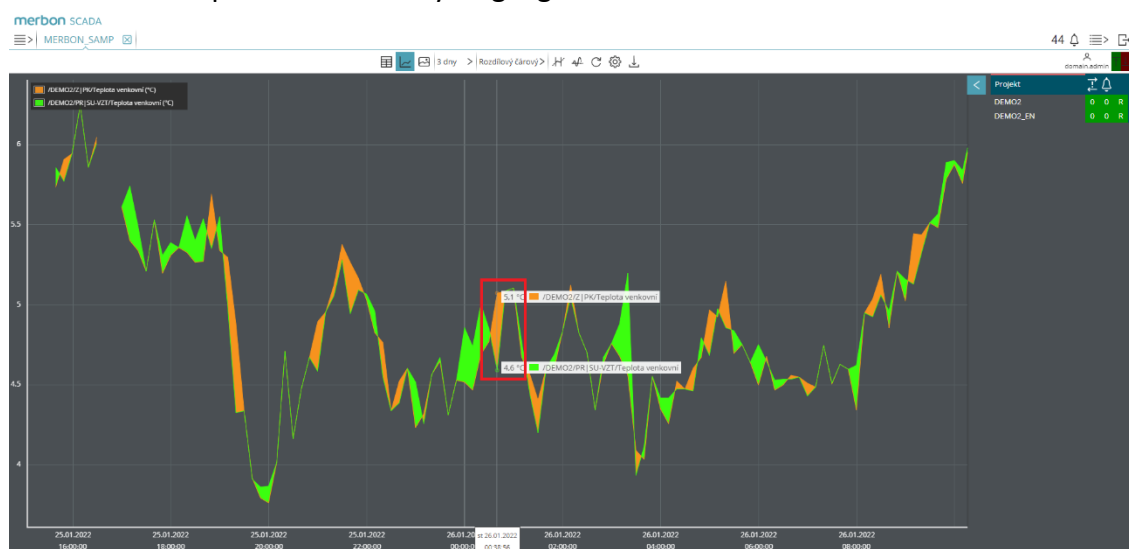 merbon SCADA
MERBON_SAMP
44
3 dny > Rozdílový čárový >
domain.admin
/DEMO2/Z|PK/Teplota venkovní (°C)
/DEMO2/PR|SU-VZT/Teplota venkovní (°C)
Projekt
DEMO2 0 0 R
DEMO2_EN 0 0 R
6
5.5
5
4.5
4
5,1 °C /DEMO2/Z|PK/Teplota venkovní
4,6 °C /DEMO2/PR|SU-VZT/Teplota venkovní
25.01.2022 25.01.2022 25.01.2022 25.01.2022 26.01.20 st 26.01.2022 26.01.2022 26.01.2022 26.01.2022 26.01.2022
16:00:00 18:00:00 20:00:00 22:00:00 00:00:0 00:38:56 02:00:00 04:00:00 06:00:00 08:00:00